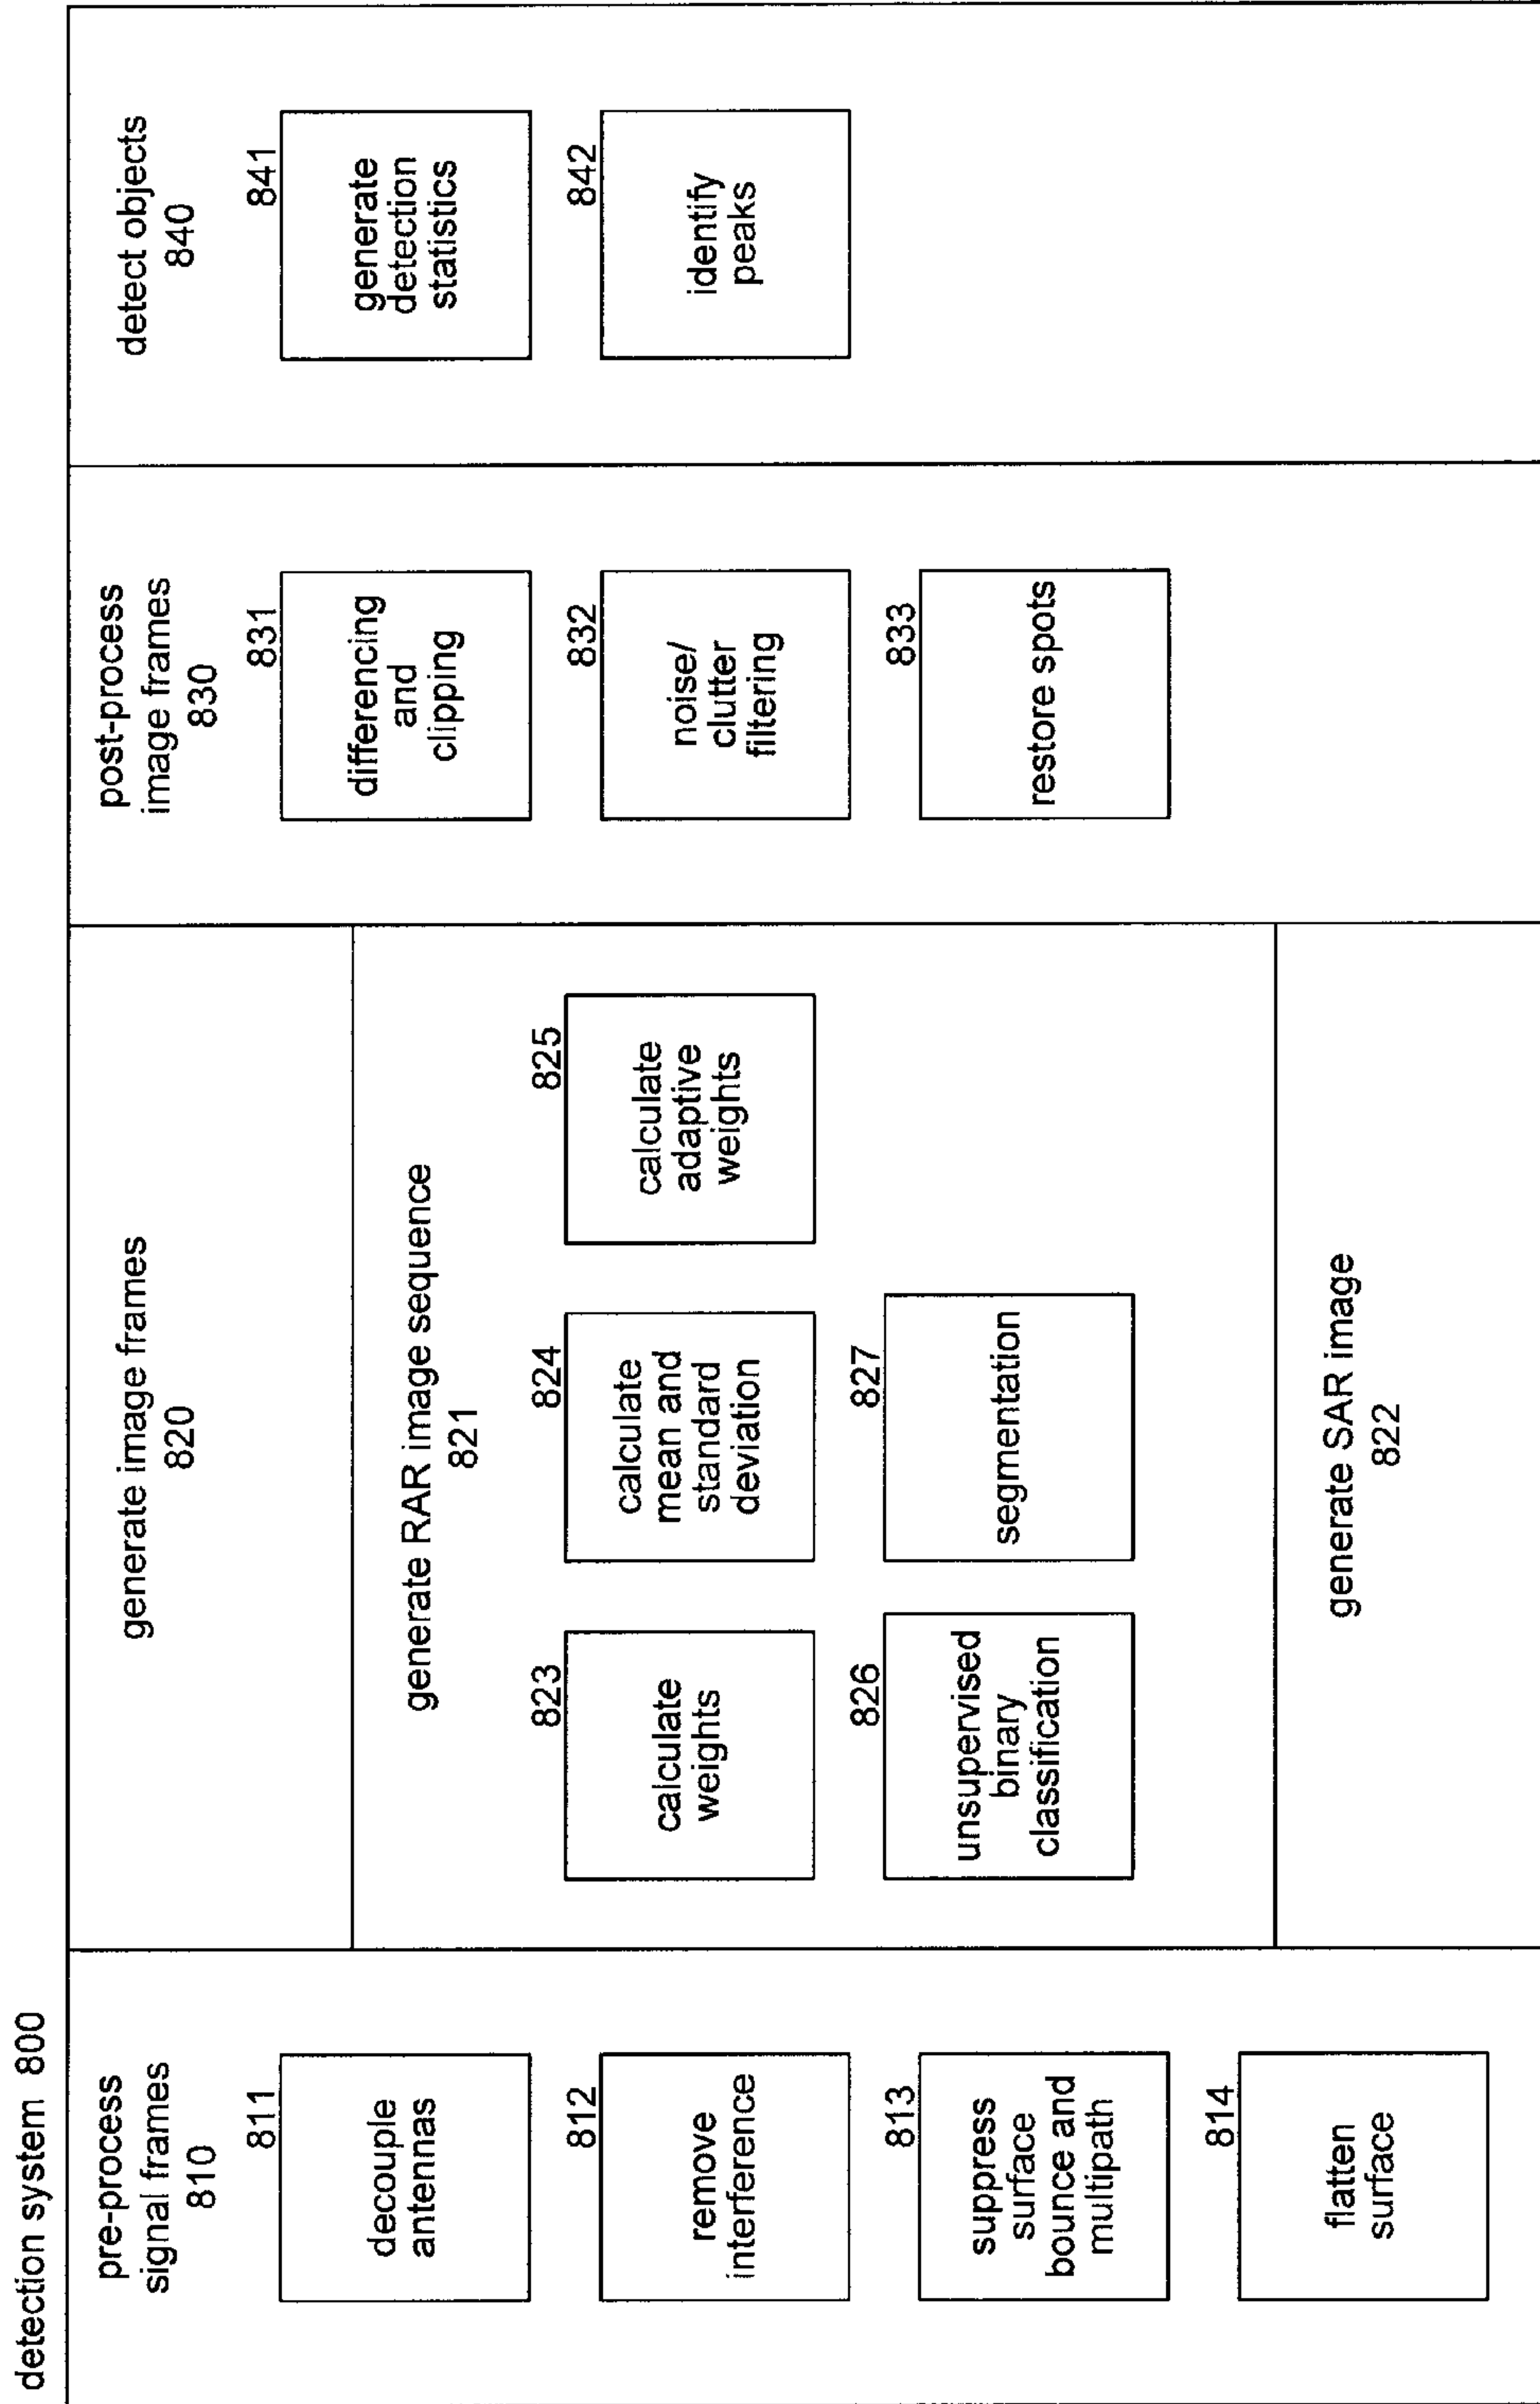 detection system 800
pre-process
signal frames
810
811
decouple
antennas
812
remove
interference
813
suppress
surface
bounce and
multipath
814
flatten
surface
generate image frames
820
generate RAR image sequence
821
823
calculate
weights
824
calculate
mean and
standard
deviation
825
calculate
adaptive
weights
826
unsupervised
binary
classification
827
segmentation
generate SAR image
822
post-process
image frames
830
831
differencing
and
clipping
832
noise/
clutter
filtering
833
restore spots
detect objects
840
841
generate
detection
statistics
842
identify
peaks